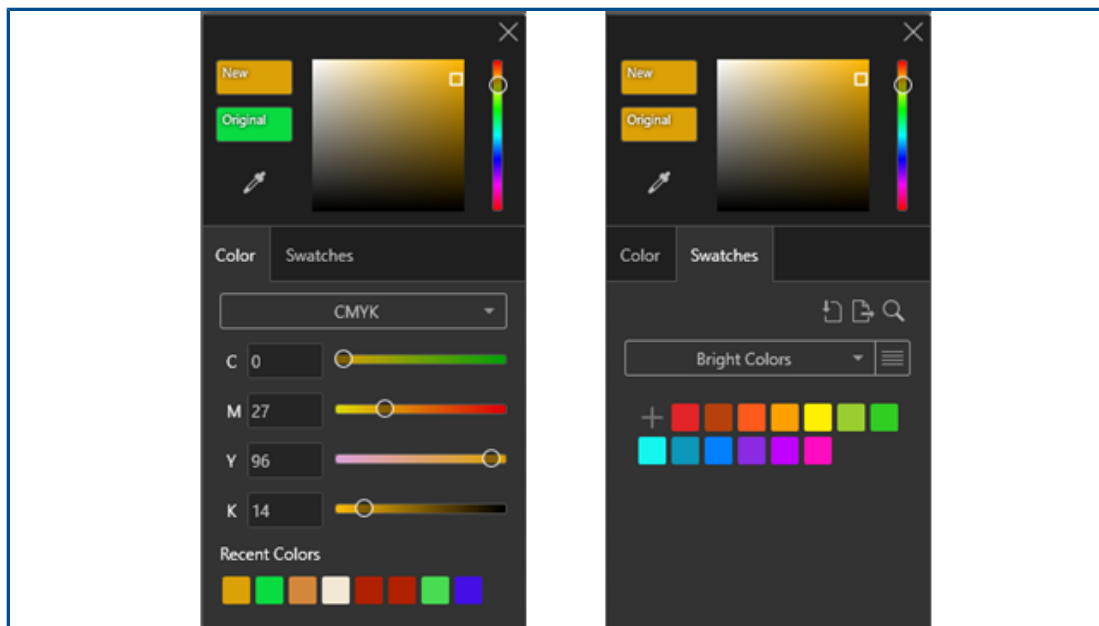 New
Original
Color Swatches
CMYK
C 0
M 27
Y 96
K 14
Recent Colors
New
Original
Color Swatches
Bright Colors